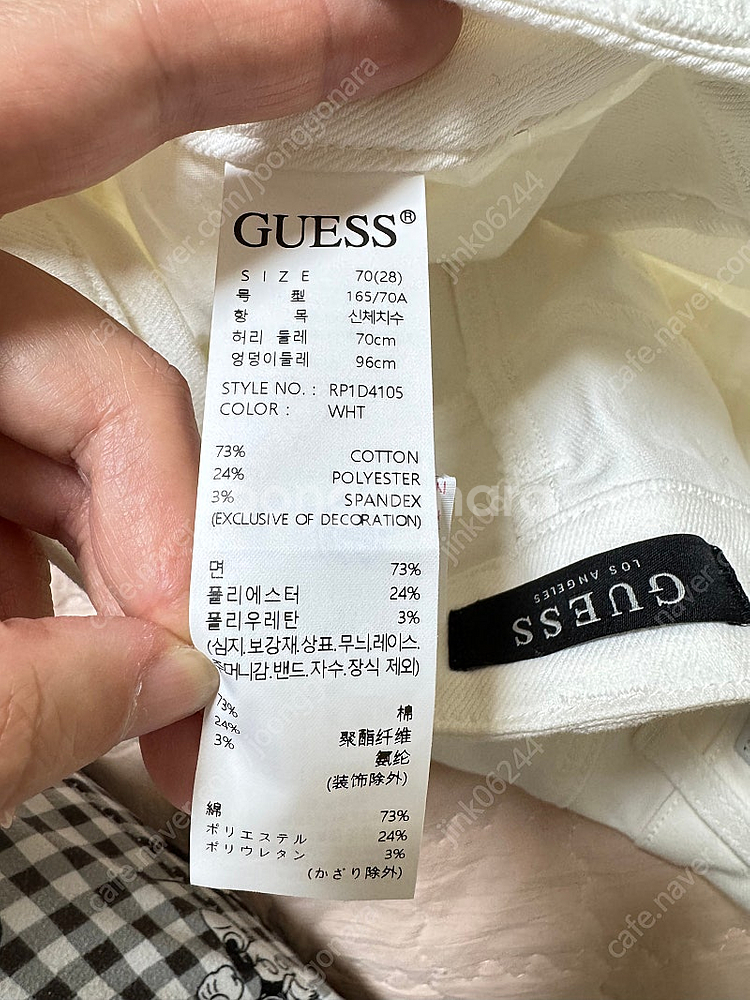 GUESS®
SIZE 70(28)
号型 165/70A
항목 신체치수
허리 둘레 70cm
엉덩이둘레 96cm
STYLE NO. : RP1D4105
COLOR : WHT
73% COTTON
24% POLYESTER
3% SPANDEX
(EXCLUSIVE OF DECORATION)
면 73%
폴리에스터 24%
폴리우레탄 3%
(심지.보강재.상표.무늬.레이스.
주머니감.밴드.자수.장식 제외)
73% 棉
24% 聚酯纤维
3% 氨纶
(装饰除外)
綿 73%
ポリエステル 24%
ポリウレタン 3%
(かざり除外)
GUESS
LOS ANGELES
cafe.naver.com/joonggonara
jink06244
joonggonara